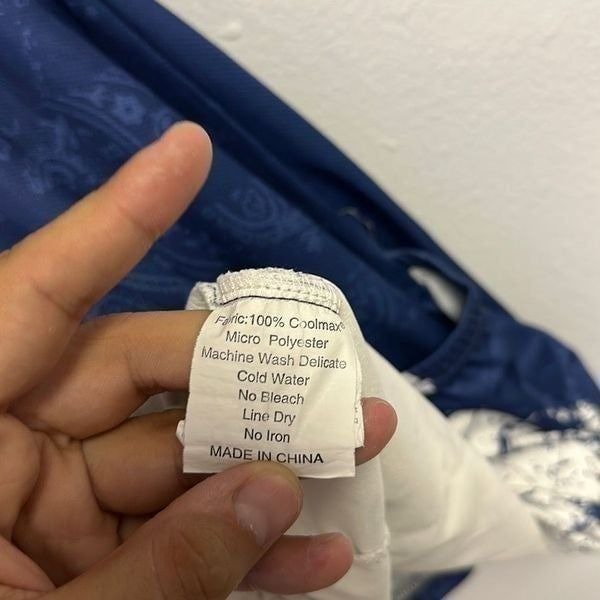 Fabric:100% Coolmax®
Micro Polyester
Machine Wash Delicate
Cold Water
No Bleach
Line Dry
No Iron
MADE IN CHINA